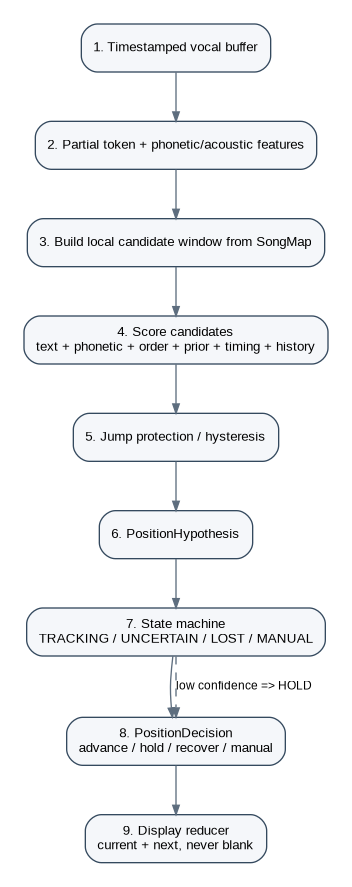 1. Timestamped vocal buffer
2. Partial token + phonetic/acoustic features
3. Build local candidate window from SongMap
4. Score candidates
text + phonetic + order + prior + timing + history
5. Jump protection / hysteresis
6. PositionHypothesis
7. State machine
TRACKING / UNCERTAIN / LOST / MANUAL
low confidence => HOLD
8. PositionDecision
advance / hold / recover / manual
9. Display reducer
current + next, never blank